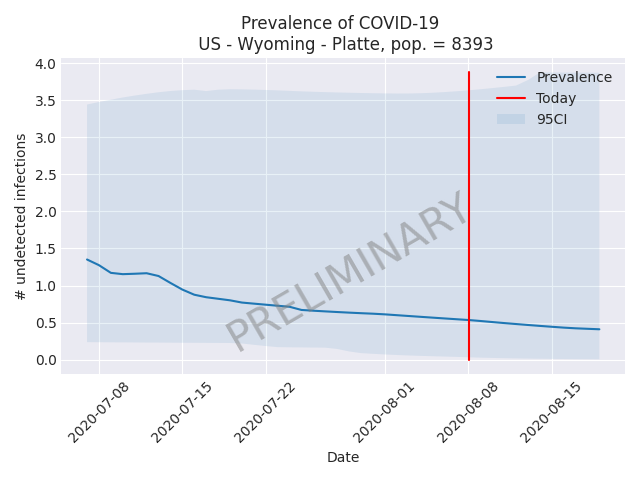 Prevalence of COVID-19
US - Wyoming - Platte, pop. = 8393
4.0
3.5
3.0
2.5
2.0
1.5
1.0
0.5
0.0
# undetected infections
Prevalence
Today
95CI
PRELIMINARY
2020-07-08
2020-07-15
2020-07-22
2020-08-01
2020-08-08
2020-08-15
Date